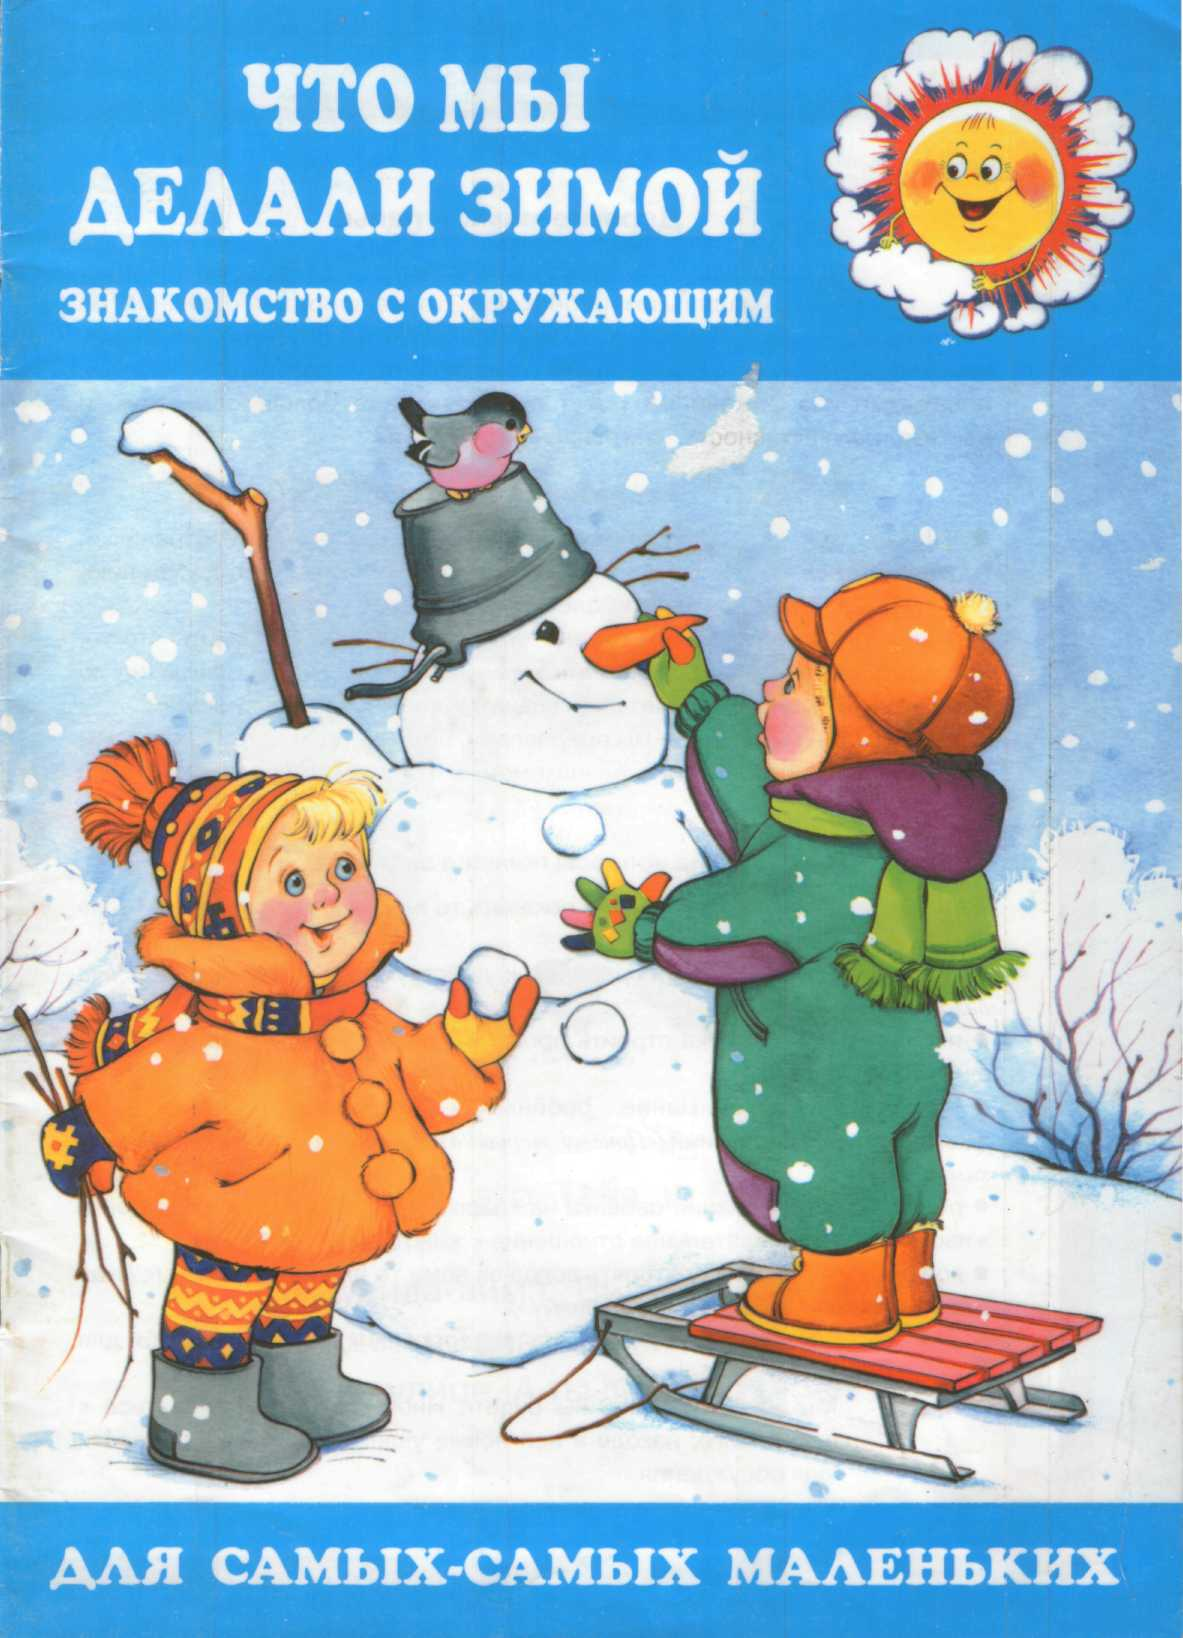 ЧТО МЫ
ДЕЛАЛИ ЗИМОЙ
ЗНАКОМСТВО С ОКРУЖАЮЩИМ
ДЛЯ САМЫХ-САМЫХ МАЛЕНЬКИХ